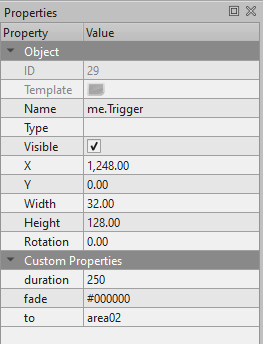 Properties
Property Value
Object
ID 29
Template
Name me.Trigger
Type
Visible
X 1,248.00
Y 0.00
Width 32.00
Height 128.00
Rotation 0.00
Custom Properties
duration 250
fade #000000
to area02